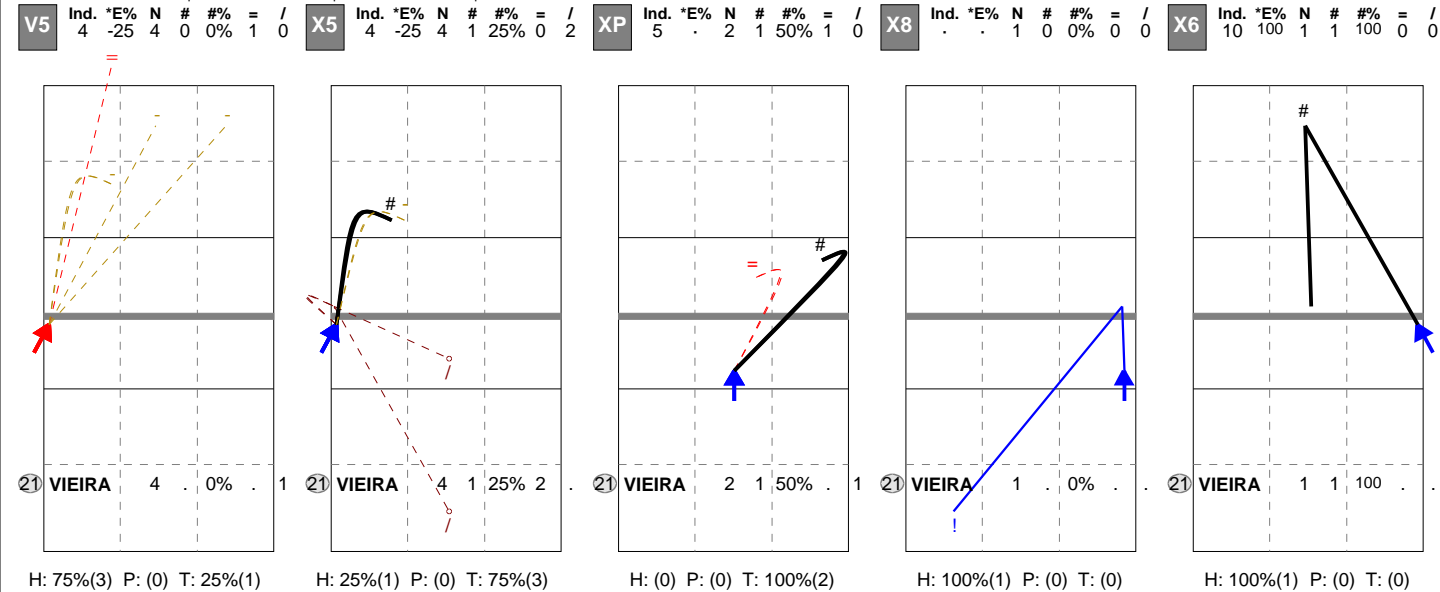 V5 Ind. *E% N # #% = /
4 -25 4 0 0% 1 0
=
- -
-
21 VIEIRA 4 . 0% . 1
H: 75%(3) P: (0) T: 25%(1)
X5 Ind. *E% N # #% = /
4 -25 4 1 25% 0 2
# -
/
21 VIEIRA 4 1 25% 2 .
/
H: 25%(1) P: (0) T: 75%(3)
XP Ind. *E% N # #% = /
5 . 2 1 50% 1 0
#
=
21 VIEIRA 2 1 50% . 1
H: (0) P: (0) T: 100%(2)
X8 Ind. *E% N # #% = /
. . 1 0 0% 0 0
21 VIEIRA 1 . 0% . .
!
H: 100%(1) P: (0) T: (0)
X6 Ind. *E% N # #% = /
10 100 1 1 100 0 0
#
21 VIEIRA 1 1 100 . .
H: 100%(1) P: (0) T: (0)